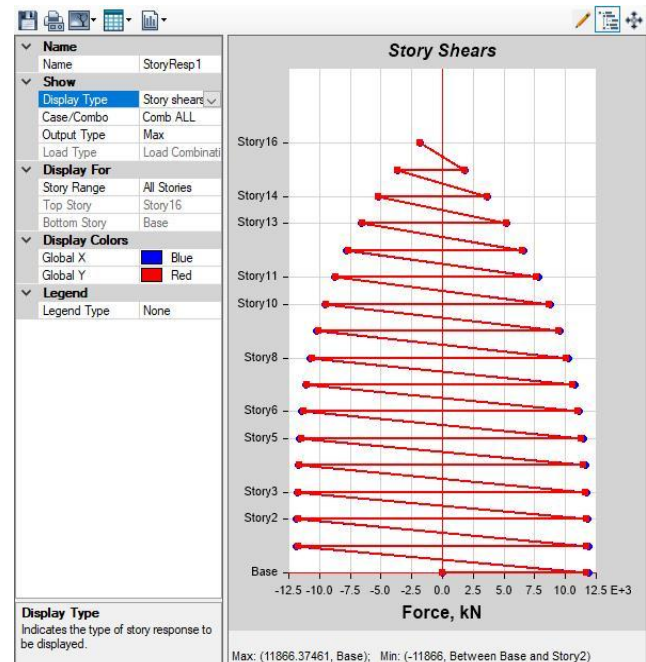 Name
Name StoryResp1
Show
Display Type Story shears
Case/Combo Comb ALL
Output Type Max
Load Type Load Combinati
Display For
Story Range All Stories
Top Story Story16
Bottom Story Base
Display Colors
Global X Blue
Global Y Red
Legend
Legend Type None
Display Type
Indicates the type of story response to
be displayed.
Story Shears
Story16
Story14
Story13
Story11
Story10
Story8
Story6
Story5
Story3
Story2
Base
-12.5 -10.0 -7.5 -5.0 -2.5 0.0 2.5 5.0 7.5 10.0 12.5 E+3
Force, kN
Max: (11866.37461, Base); Min: (-11866, Between Base and Story2)